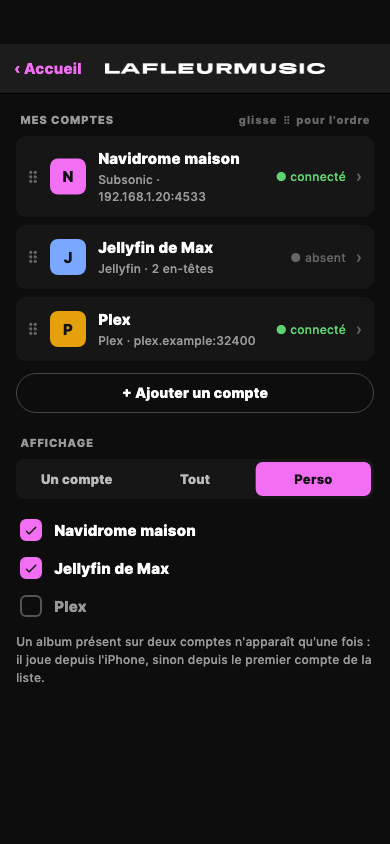 ‹ Accueil LAFLEURMUSIC
MES COMPTES glisse ⠿ pour l'ordre
N Navidrome maison
Subsonic ·
192.168.1.20:4533
connecté ›
J Jellyfin de Max
Jellyfin · 2 en-têtes
absent ›
P Plex
Plex · plex.example:32400
connecté ›
+ Ajouter un compte
AFFICHAGE
Un compte Tout Perso
Navidrome maison
Jellyfin de Max
Plex
Un album présent sur deux comptes n'apparaît qu'une fois :
il joue depuis l'iPhone, sinon depuis le premier compte de la
liste.